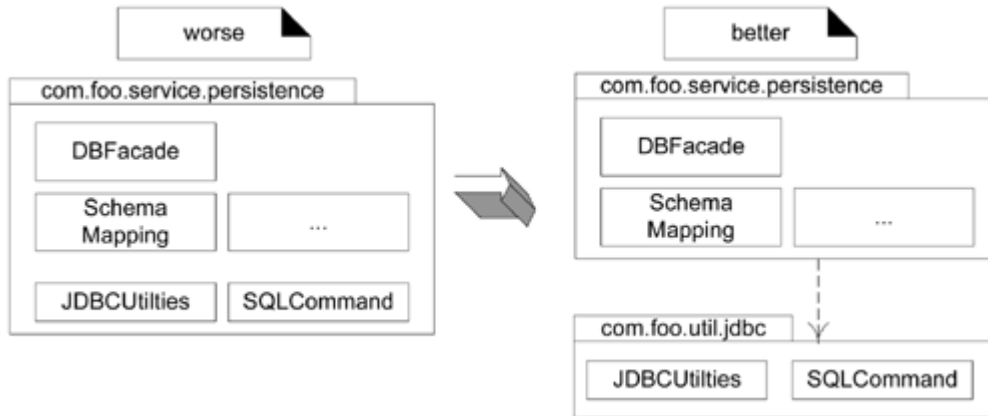 worse
com.foo.service.persistence
DBFacade
Schema
Mapping
...
JDBCUtilties
SQLCommand
better
com.foo.service.persistence
DBFacade
Schema
Mapping
...
com.foo.util.jdbc
JDBCUtilties
SQLCommand